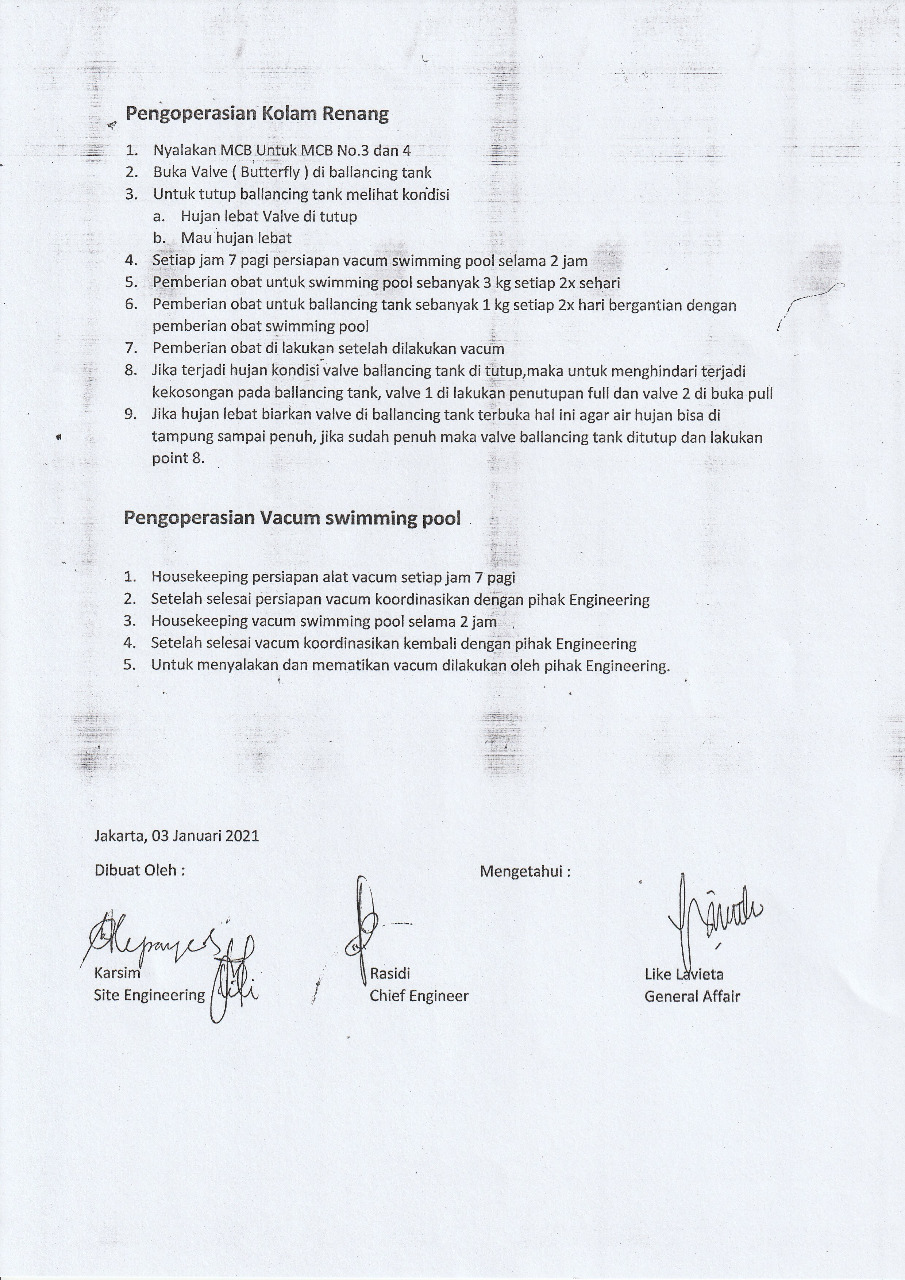 Pengoperasian Kolam Renang
1. Nyalakan MCB Untuk MCB No.3 dan 4
2. Buka Valve ( Butterfly ) di ballancing tank
3. Untuk tutup ballancing tank melihat kondisi
a. Hujan lebat Valve di tutup
b. Mau hujan lebat
4. Setiap jam 7 pagi persiapan vacum swimming pool selama 2 jam
5. Pemberian obat untuk swimming pool sebanyak 3 kg setiap 2x sehari
6. Pemberian obat untuk ballancing tank sebanyak 1 kg setiap 2x hari bergantian dengan
pemberian obat swimming pool
7. Pemberian obat di lakukan setelah dilakukan vacum
8. Jika terjadi hujan kondisi valve ballancing tank di tutup,maka untuk menghindari terjadi
kekosongan pada ballancing tank, valve 1 di lakukan penutupan full dan valve 2 di buka pull
9. Jika hujan lebat biarkan valve di ballancing tank terbuka hal ini agar air hujan bisa di
tampung sampai penuh, jika sudah penuh maka valve ballancing tank ditutup dan lakukan
point 8.
Pengoperasian Vacum swimming pool
1. Housekeeping persiapan alat vacum setiap jam 7 pagi
2. Setelah selesai persiapan vacum koordinasikan dengan pihak Engineering
3. Housekeeping vacum swimming pool selama 2 jam
4. Setelah selesai vacum koordinasikan kembali dengan pihak Engineering
5. Untuk menyalakan dan mematikan vacum dilakukan oleh pihak Engineering.
Jakarta, 03 Januari 2021
Dibuat Oleh : Mengetahui :
Karsim Rasidi Like Lavieta
Site Engineering Chief Engineer General Affair